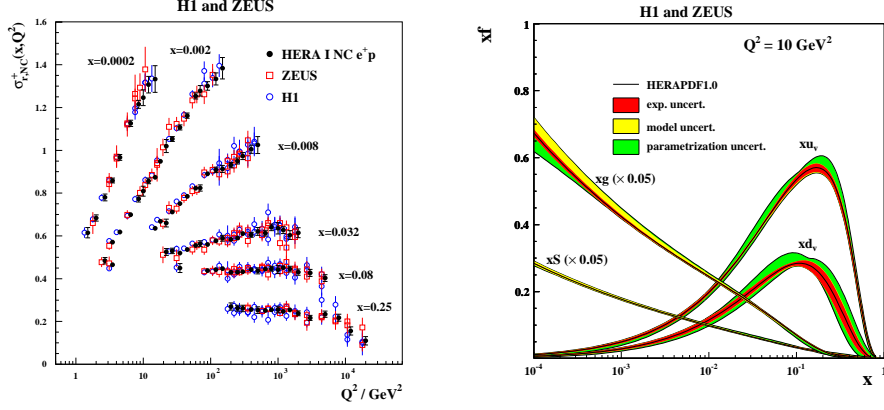 H1 and ZEUS
σ⁺r,NC(x,Q²)
1.6
1.4
1.2
1
0.8
0.6
0.4
0.2
0
x=0.0002
x=0.002
x=0.008
x=0.032
x=0.08
x=0.25
HERA I NC e⁺p
ZEUS
H1
1 10 10² 10³ 10⁴
Q² / GeV²
H1 and ZEUS
xf
1
0.8
0.6
0.4
0.2
Q² = 10 GeV²
HERAPDF1.0
exp. uncert.
model uncert.
parametrization uncert.
xuᵥ
xg (× 0.05)
xdᵥ
xS (× 0.05)
10⁻⁴ 10⁻³ 10⁻² 10⁻¹ 1
x